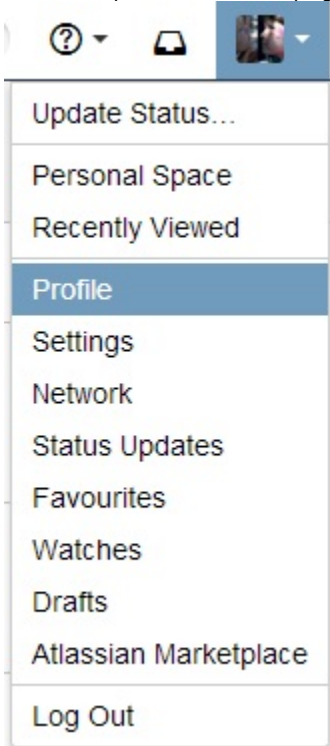 Update Status...
Personal Space
Recently Viewed
Profile
Settings
Network
Status Updates
Favourites
Watches
Drafts
Atlassian Marketplace
Log Out